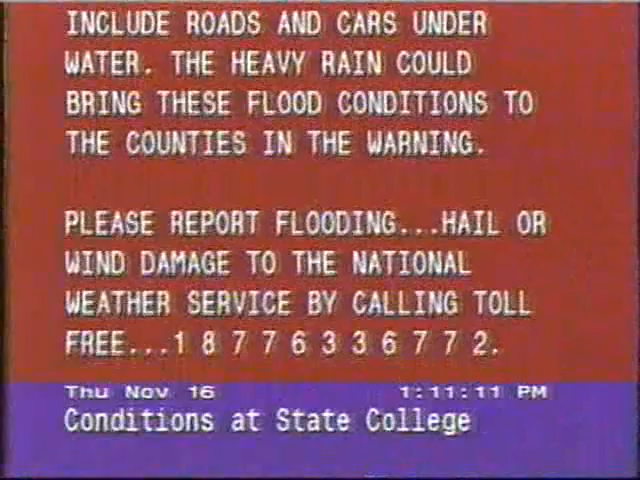 INCLUDE ROADS AND CARS UNDER
WATER. THE HEAVY RAIN COULD
BRING THESE FLOOD CONDITIONS TO
THE COUNTIES IN THE WARNING.
PLEASE REPORT FLOODING...HAIL OR
WIND DAMAGE TO THE NATIONAL
WEATHER SERVICE BY CALLING TOLL
FREE...1 8 7 7 6 3 3 6 7 7 2.
Thu Nov 16 1:11:11 PM
Conditions at State College